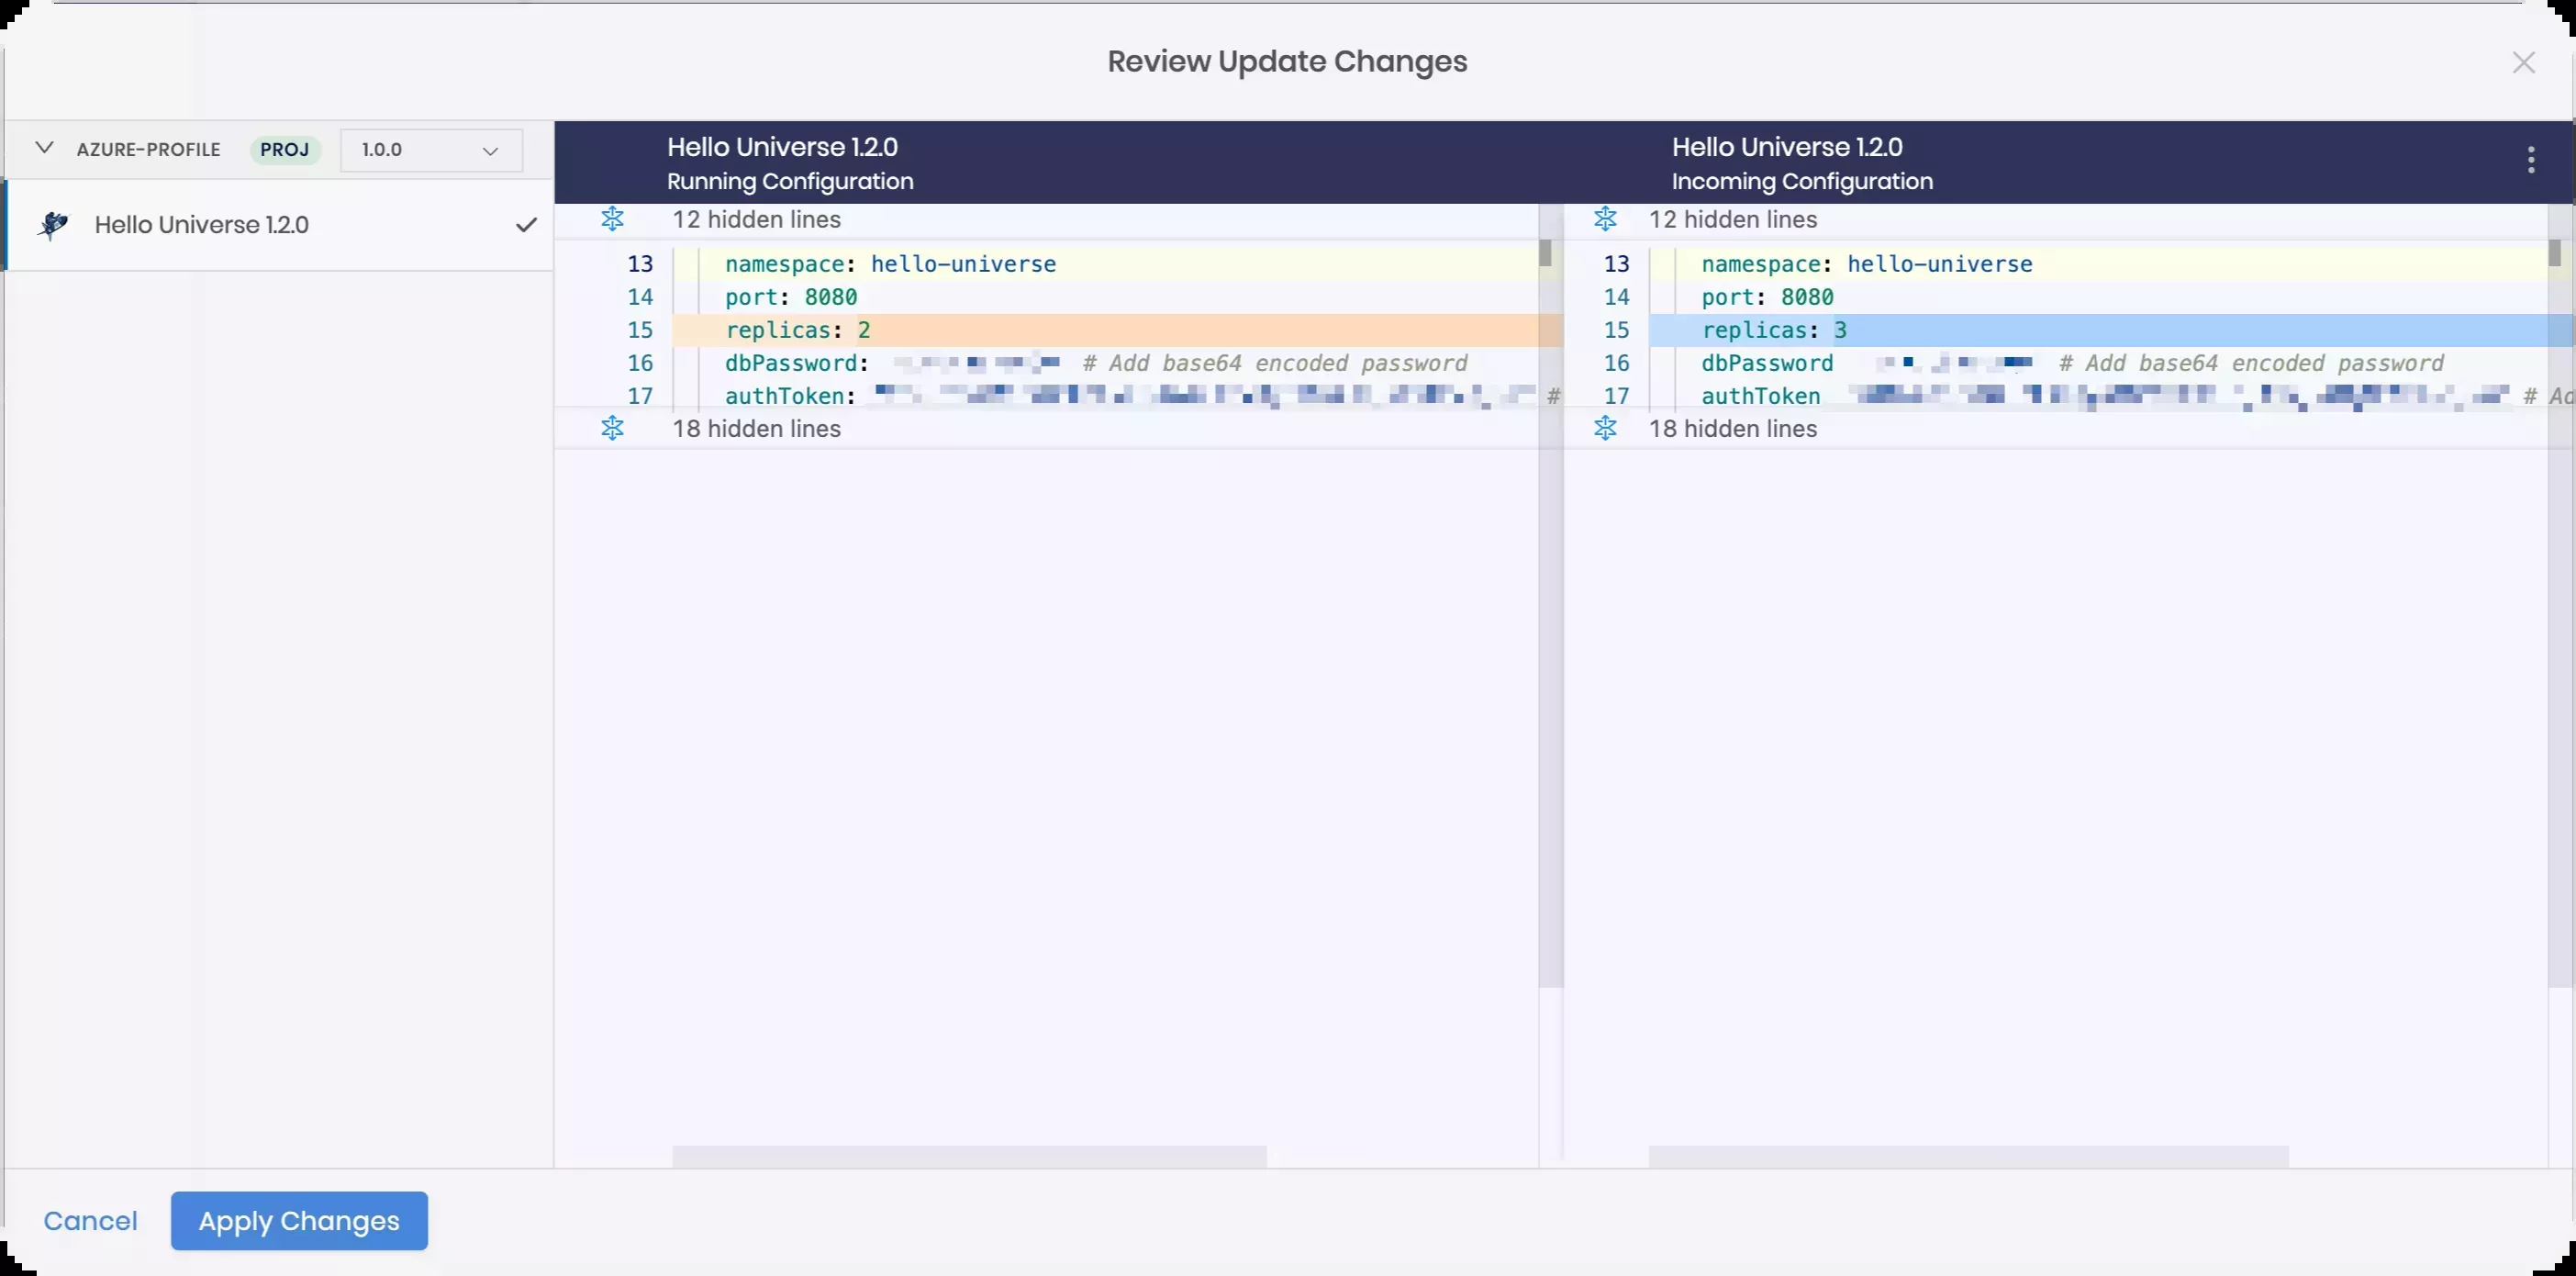 Review Update Changes
AZURE-PROFILE PROJ 1.0.0
Hello Universe 1.2.0
Hello Universe 1.2.0
Running Configuration
12 hidden lines
13 namespace: hello-universe
14 port: 8080
15 replicas: 2
16 dbPassword: # Add base64 encoded password
17 authToken: #
18 hidden lines
Hello Universe 1.2.0
Incoming Configuration
12 hidden lines
13 namespace: hello-universe
14 port: 8080
15 replicas: 3
16 dbPassword # Add base64 encoded password
17 authToken # Ad
18 hidden lines
Cancel Apply Changes